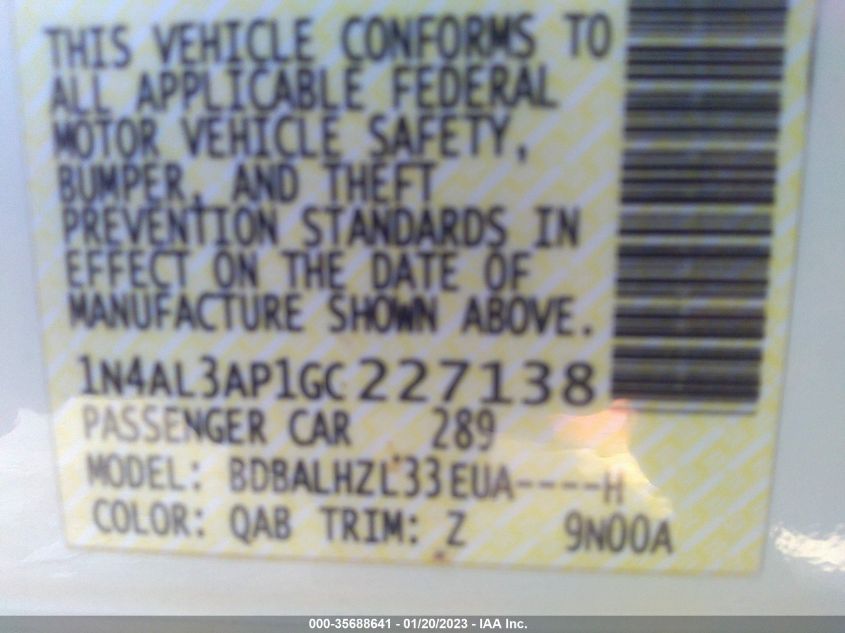 THIS VEHICLE CONFORMS TO
ALL APPLICABLE FEDERAL
MOTOR VEHICLE SAFETY,
BUMPER, AND THEFT
PREVENTION STANDARDS IN
EFFECT ON THE DATE OF
MANUFACTURE SHOWN ABOVE.
1N4AL3AP1GC227138
PASSENGER CAR 289
MODEL: BDBALHZL33EUA----H
COLOR: QAB TRIM: Z 9N00A
000-35688641 - 01/20/2023 - IAA Inc.